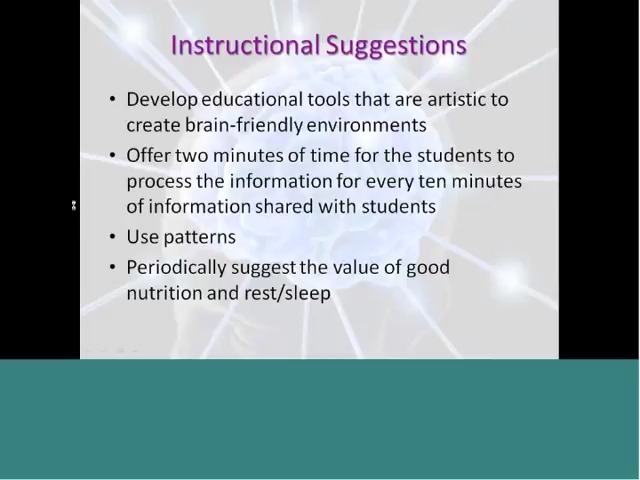 Instructional Suggestions
• Develop educational tools that are artistic to
create brain-friendly environments
• Offer two minutes of time for the students to
process the information for every ten minutes
of information shared with students
• Use patterns
• Periodically suggest the value of good
nutrition and rest/sleep